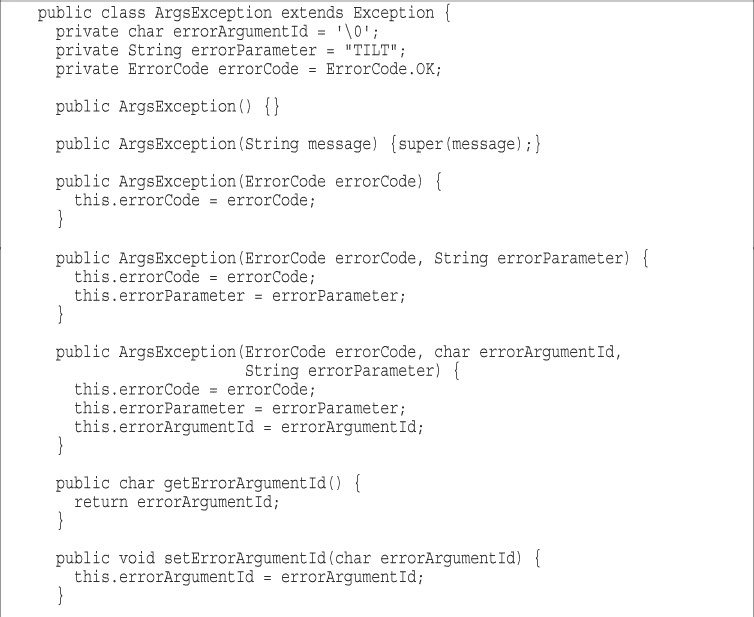 public class ArgsException extends Exception {
  private char errorArgumentId = '\0';
  private String errorParameter = "TILT";
  private ErrorCode errorCode = ErrorCode.OK;

  public ArgsException() {}

  public ArgsException(String message) {super(message);}

  public ArgsException(ErrorCode errorCode) {
    this.errorCode = errorCode;
  }

  public ArgsException(ErrorCode errorCode, String errorParameter) {
    this.errorCode = errorCode;
    this.errorParameter = errorParameter;
  }

  public ArgsException(ErrorCode errorCode, char errorArgumentId,
                       String errorParameter) {
    this.errorCode = errorCode;
    this.errorParameter = errorParameter;
    this.errorArgumentId = errorArgumentId;
  }

  public char getErrorArgumentId() {
    return errorArgumentId;
  }

  public void setErrorArgumentId(char errorArgumentId) {
    this.errorArgumentId = errorArgumentId;
  }